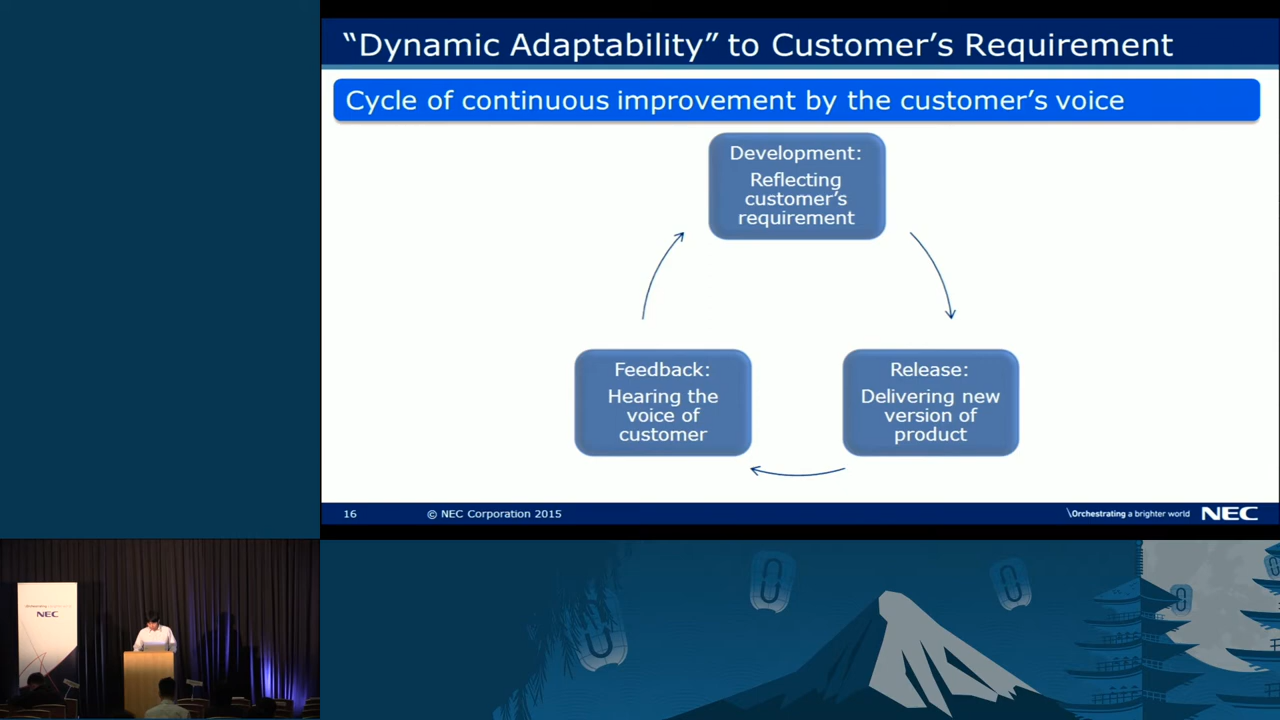 “Dynamic Adaptability” to Customer’s Requirement
Cycle of continuous improvement by the customer’s voice
Development:
Reflecting
customer’s
requirement
Feedback:
Hearing the
voice of
customer
Release:
Delivering new
version of
product
16
© NEC Corporation 2015
\Orchestrating a brighter world
NEC
NEC